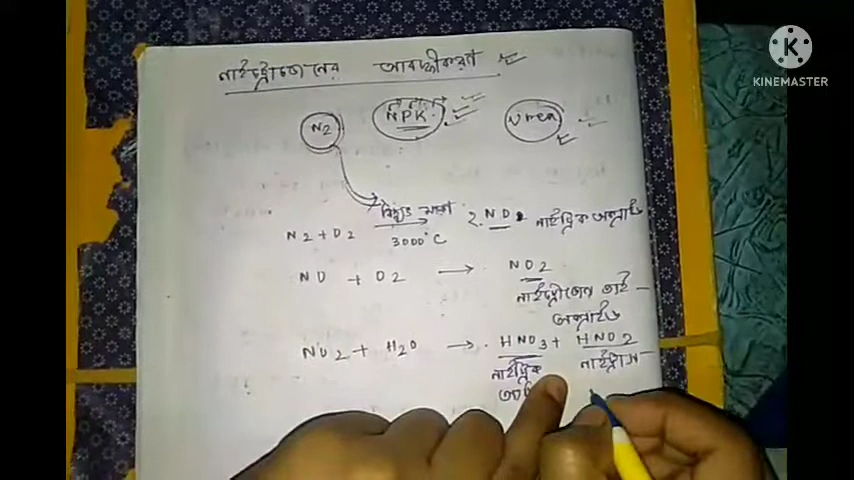 নাইট্রোজেনের আবদ্ধীকরণ
N2 NPK Urea
N2 + O2 বিদ্যুৎ 3000°C 2. NO নাইট্রিক অক্সাইড
NO + O2 → NO2
নাইট্রোজেন ডাই-
অক্সাইড
NO2 + H2O → HNO3 + HNO2
নাইট্রিক নাইট্রাস-
K
KINEMASTER